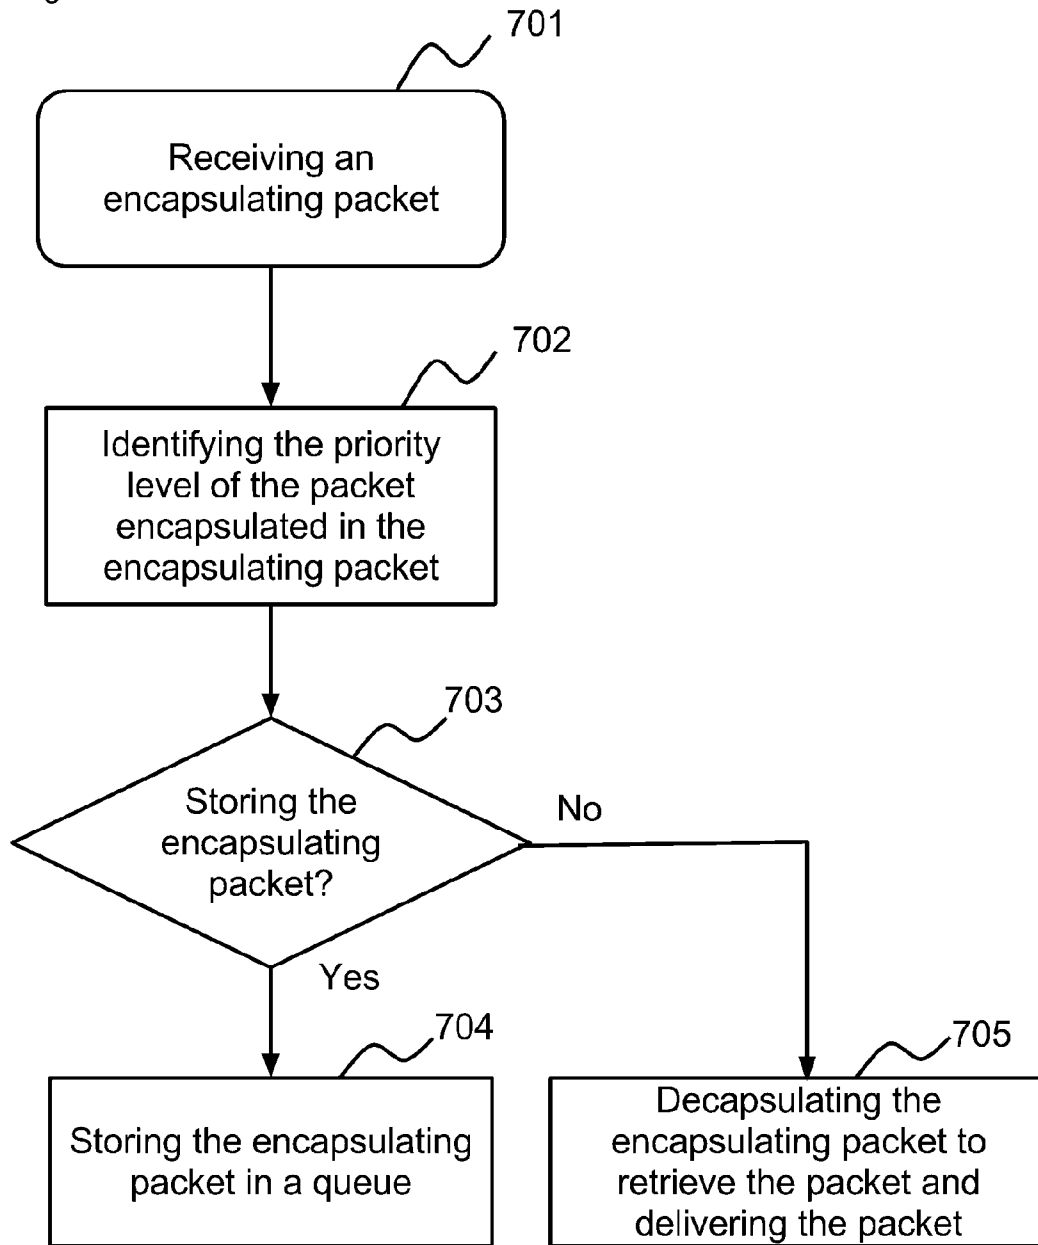 701
Receiving an
encapsulating packet
702
Identifying the priority
level of the packet
encapsulated in the
encapsulating packet
703
Storing the
encapsulating
packet?
No
Yes
704
Storing the encapsulating
packet in a queue
705
Decapsulating the
encapsulating packet to
retrieve the packet and
delivering the packet